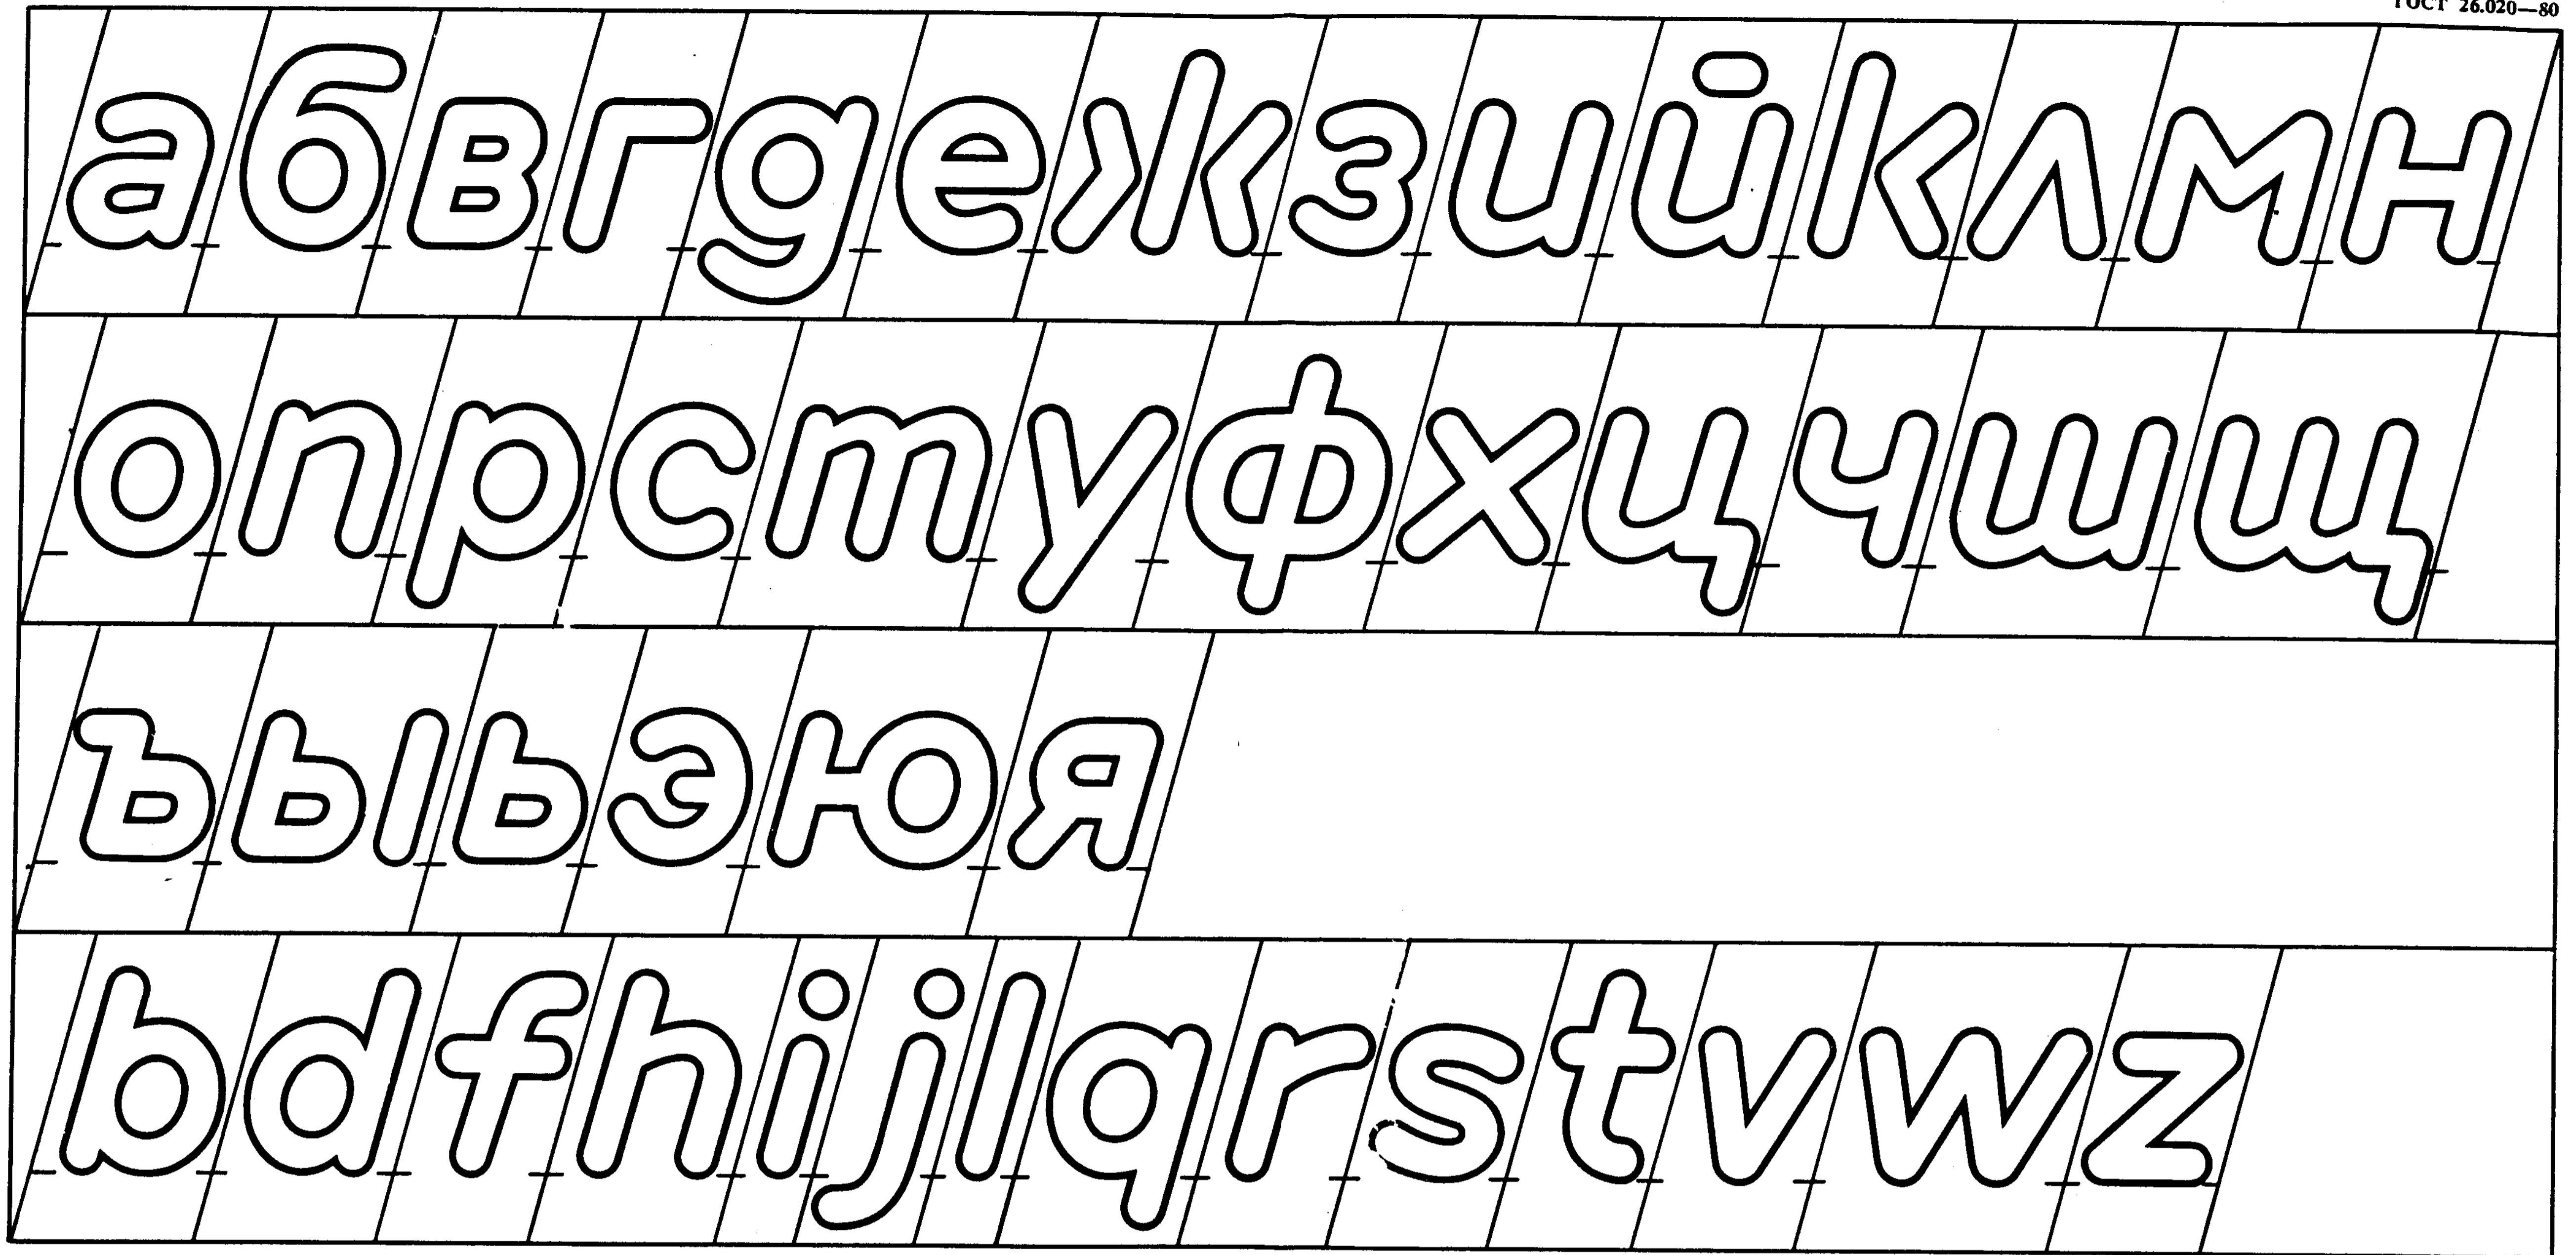 ГОСТ 26.020—80
абвгдежзийклмн
опрстуфхцчшщ
ъыьэюя
bdfhijlqrstvwz